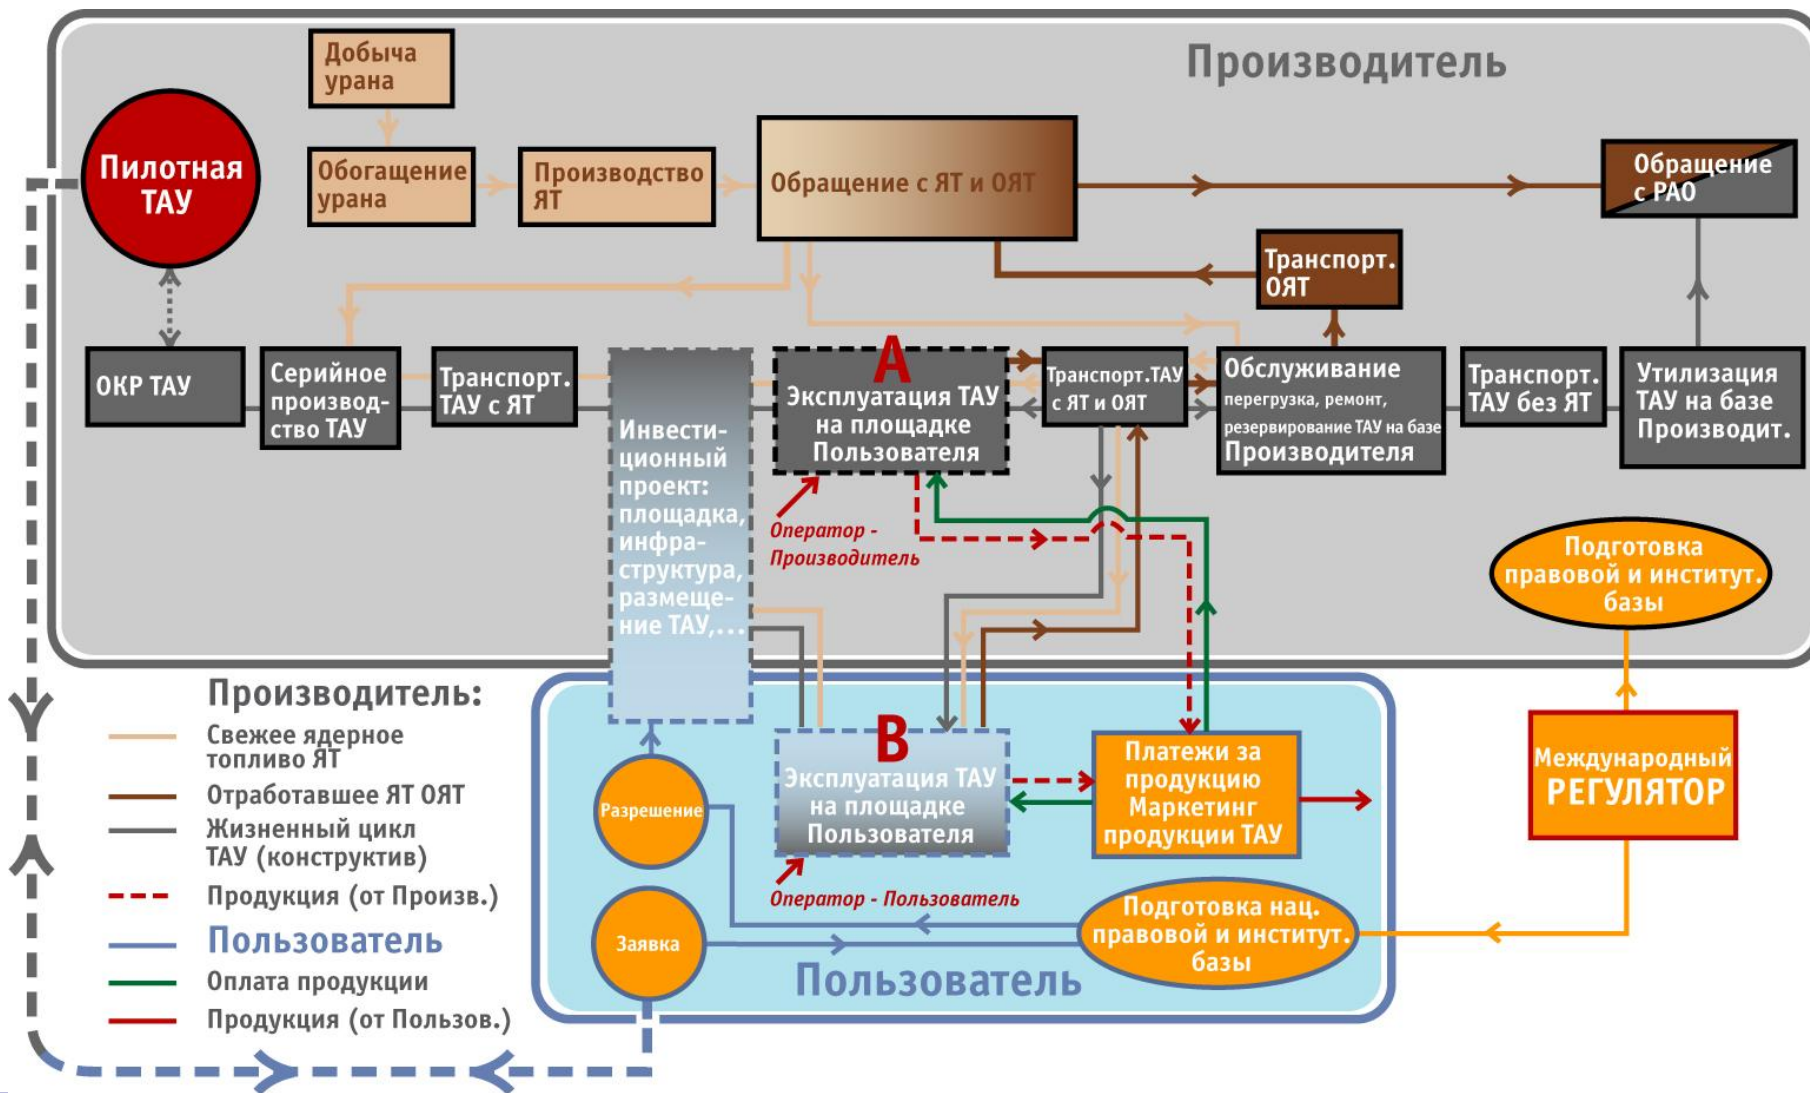 Производитель
Добыча
урана
Пилотная
ТАУ
Обогащение
урана
Производство
ЯТ
Обращение с ЯТ и ОЯТ
Обращение
с РАО
Транспорт.
ОЯТ
ОКР ТАУ
Серийное
производ-
ство ТАУ
Транспорт.
ТАУ с ЯТ
Инвести-
ционный
проект:
площадка,
инфра-
структура,
размеще-
ние ТАУ,...
А
Эксплуатация ТАУ
на площадке
Пользователя
Оператор -
Производитель
Транспорт.ТАУ
с ЯТ и ОЯТ
Обслуживание
перегрузка, ремонт,
резервирование ТАУ на базе
Производителя
Транспорт.
ТАУ без ЯТ
Утилизация
ТАУ на базе
Производит.
Подготовка
правовой и институт.
базы
Международный
РЕГУЛЯТОР
Производитель:
Свежее ядерное
топливо ЯТ
Отработавшее ЯТ ОЯТ
Жизненный цикл
ТАУ (конструктив)
Продукция (от Произв.)
Пользователь
Оплата продукции
Продукция (от Пользов.)
Разрешение
Заявка
В
Эксплуатация ТАУ
на площадке
Пользователя
Оператор - Пользователь
Платежи за
продукцию
Маркетинг
продукции ТАУ
Подготовка нац.
правовой и институт.
базы
Пользователь